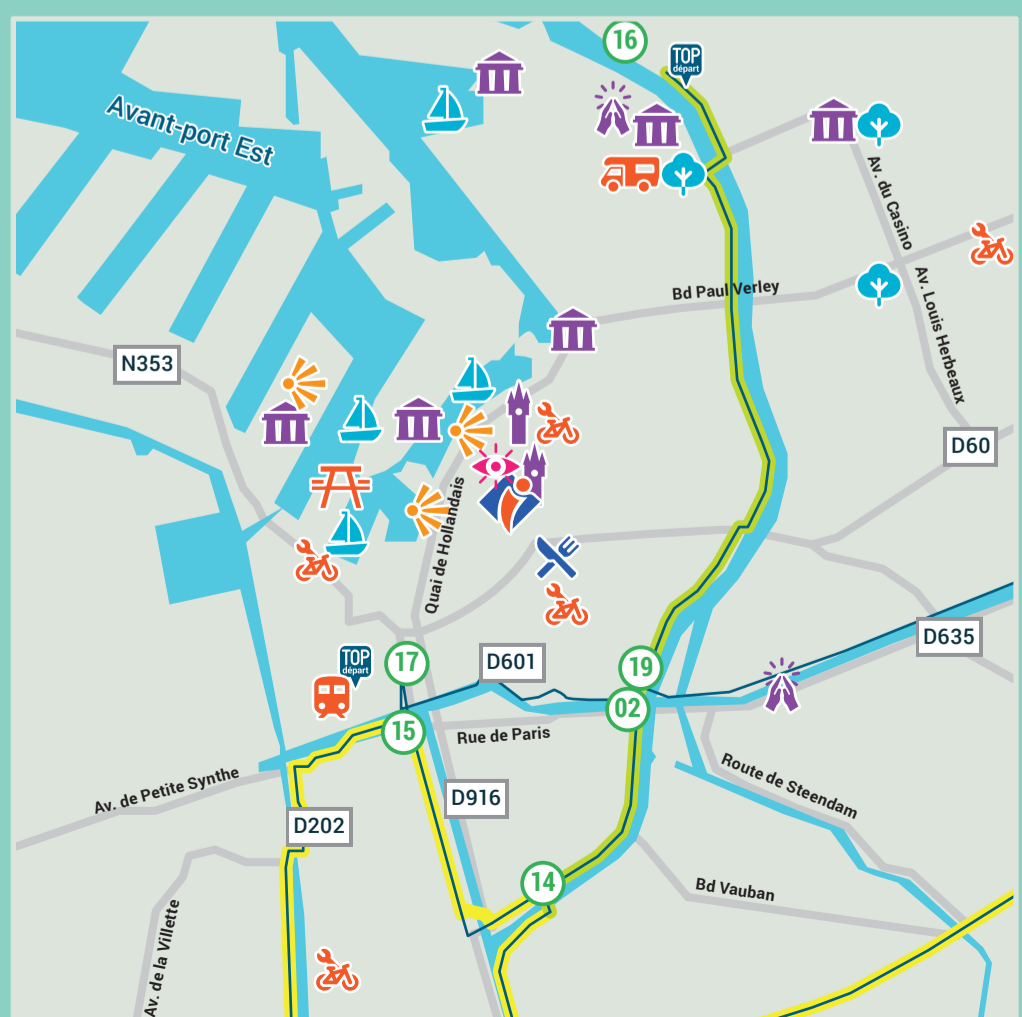 16
TOP
départ
Avant-port Est
Av. du Casino
Bd Paul Verley
Av. Louis Herbeaux
N353
D60
Quai de Hollandais
D635
TOP
départ
17
D601
19
02
15
Rue de Paris
Av. de Petite Synthe
D916
D202
Route de Steendam
14
Bd Vauban
Av. de la Villette